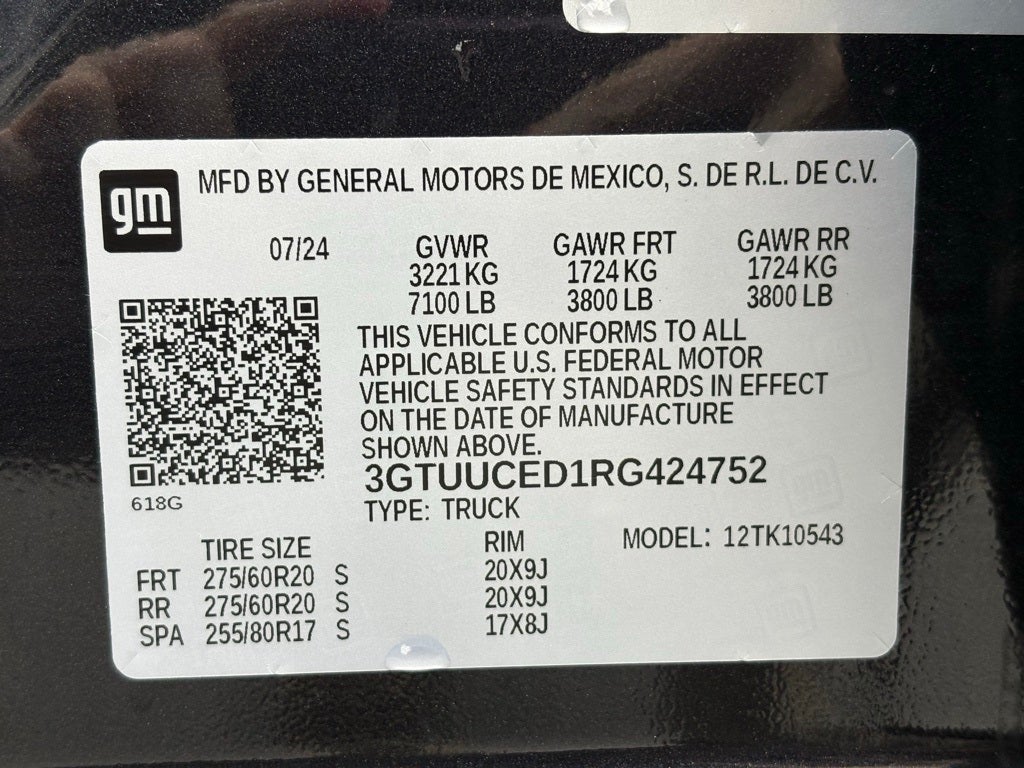 gm
MFD BY GENERAL MOTORS DE MEXICO, S. DE R.L. DE C.V.
07/24 GVWR GAWR FRT GAWR RR
3221 KG 1724 KG 1724 KG
7100 LB 3800 LB 3800 LB
THIS VEHICLE CONFORMS TO ALL
APPLICABLE U.S. FEDERAL MOTOR
VEHICLE SAFETY STANDARDS IN EFFECT
ON THE DATE OF MANUFACTURE
SHOWN ABOVE.
3GTUUCED1RG424752
618G
TYPE: TRUCK
TIRE SIZE RIM MODEL: 12TK10543
FRT 275/60R20 S 20X9J
RR 275/60R20 S 20X9J
SPA 255/80R17 S 17X8J